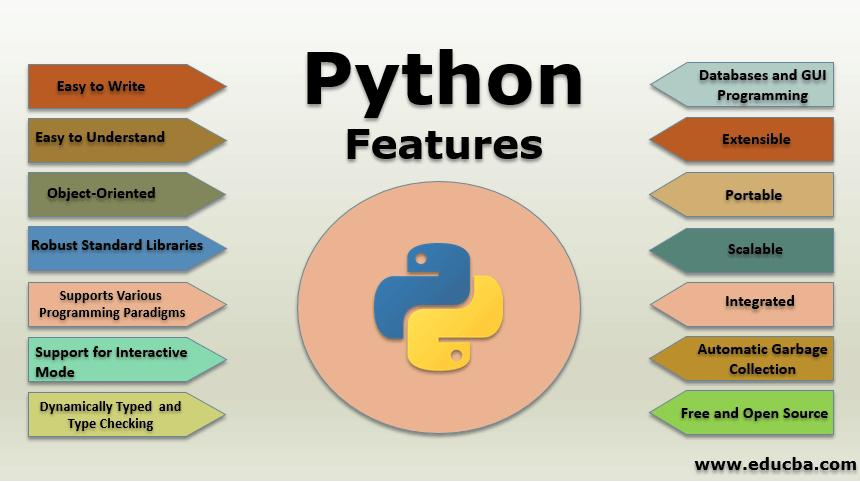 Python
Features
Easy to Write
Easy to Understand
Object-Oriented
Robust Standard Libraries
Supports Various
Programming Paradigms
Support for Interactive
Mode
Dynamically Typed and
Type Checking
Databases and GUI
Programming
Extensible
Portable
Scalable
Integrated
Automatic Garbage
Collection
Free and Open Source
www.educba.com